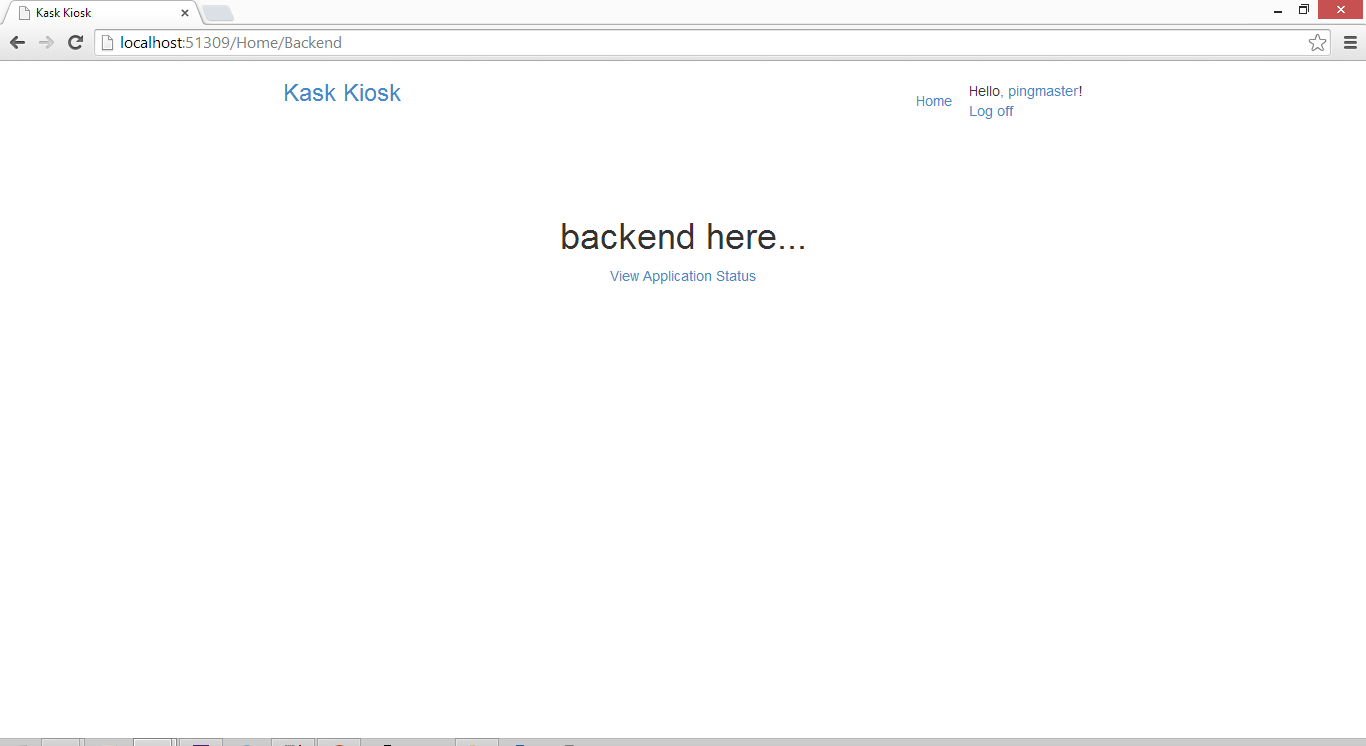 Kask Kiosk
localhost:51309/Home/Backend
Kask Kiosk
Home
Hello, pingmaster!
Log off
backend here...
View Application Status